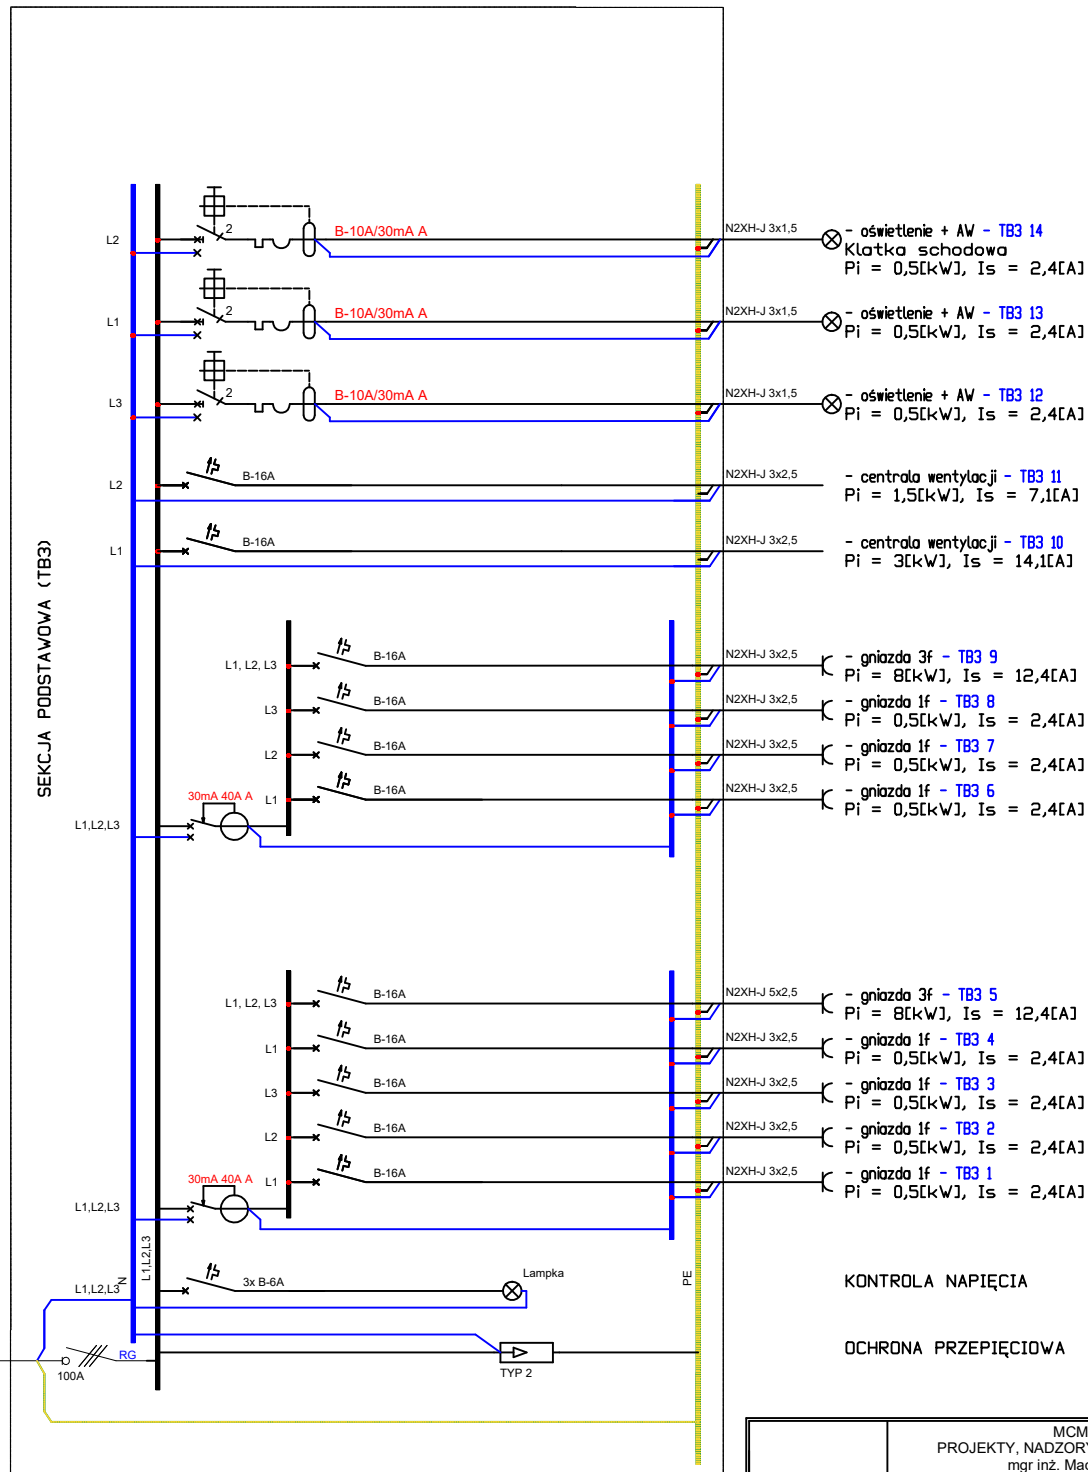 L2
2
B-10A/30mA A
N2XH-J 3x1,5
- oświetlenie + AW - TB3 14
Klatka schodowa
Pi = 0,5[kW], Is = 2,4[A]
L1
2
B-10A/30mA A
N2XH-J 3x1,5
- oświetlenie + AW - TB3 13
Pi = 0,5[kW], Is = 2,4[A]
L3
2
B-10A/30mA A
N2XH-J 3x1,5
- oświetlenie + AW - TB3 12
Pi = 0,5[kW], Is = 2,4[A]
L2
B-16A
N2XH-J 3x2,5
- centrala wentylacji - TB3 11
Pi = 1,5[kW], Is = 7,1[A]
L1
B-16A
N2XH-J 3x2,5
- centrala wentylacji - TB3 10
Pi = 3[kW], Is = 14,1[A]
SEKCJA PODSTAWOWA (TB3)
L1, L2, L3
B-16A
N2XH-J 3x2,5
- gniazda 3f - TB3 9
Pi = 8[kW], Is = 12,4[A]
L3
B-16A
N2XH-J 3x2,5
- gniazda 1f - TB3 8
Pi = 0,5[kW], Is = 2,4[A]
L2
B-16A
N2XH-J 3x2,5
- gniazda 1f - TB3 7
Pi = 0,5[kW], Is = 2,4[A]
L1
B-16A
N2XH-J 3x2,5
- gniazda 1f - TB3 6
Pi = 0,5[kW], Is = 2,4[A]
30mA 40A A
L1,L2,L3
L1, L2, L3
B-16A
N2XH-J 5x2,5
- gniazda 3f - TB3 5
Pi = 8[kW], Is = 12,4[A]
L1
B-16A
N2XH-J 3x2,5
- gniazda 1f - TB3 4
Pi = 0,5[kW], Is = 2,4[A]
L3
B-16A
N2XH-J 3x2,5
- gniazda 1f - TB3 3
Pi = 0,5[kW], Is = 2,4[A]
L2
B-16A
N2XH-J 3x2,5
- gniazda 1f - TB3 2
Pi = 0,5[kW], Is = 2,4[A]
L1
B-16A
N2XH-J 3x2,5
- gniazda 1f - TB3 1
Pi = 0,5[kW], Is = 2,4[A]
30mA 40A A
L1,L2,L3
N
L1,L2,L3
PE
L1,L2,L3
3x B-6A
Lampka
KONTROLA NAPIĘCIA
RG
100A
TYP 2
OCHRONA PRZEPIĘCIOWA
MCM
PROJEKTY, NADZORY
mgr inż. Mac